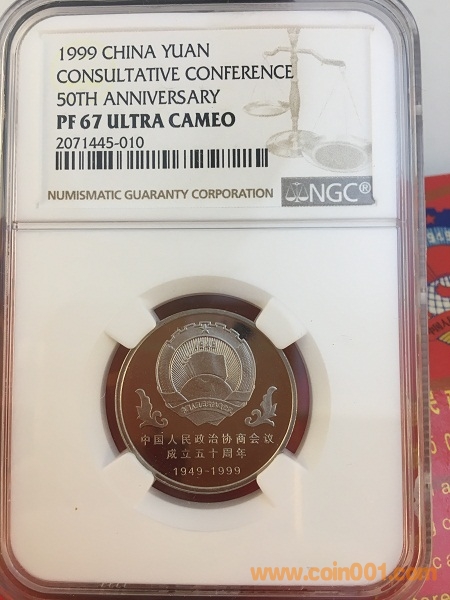 1999 CHINA YUAN
CONSULTATIVE CONFERENCE
50TH ANNIVERSARY
PF 67 ULTRA CAMEO
2071445-010
NUMISMATIC GUARANTY CORPORATION
NGC®
中国人民政治协商会议
成立五十周年
1949-1999
www.coin001.com